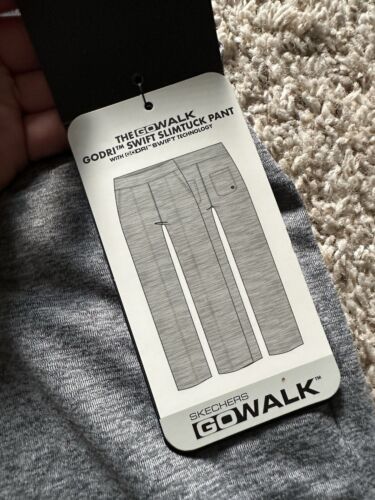 THE GOWALK
GODRI™ SWIFT SLIMTUCK PANT
WITH GODRI™ SWIFT TECHNOLOGY
SKECHERS
GOWALK™